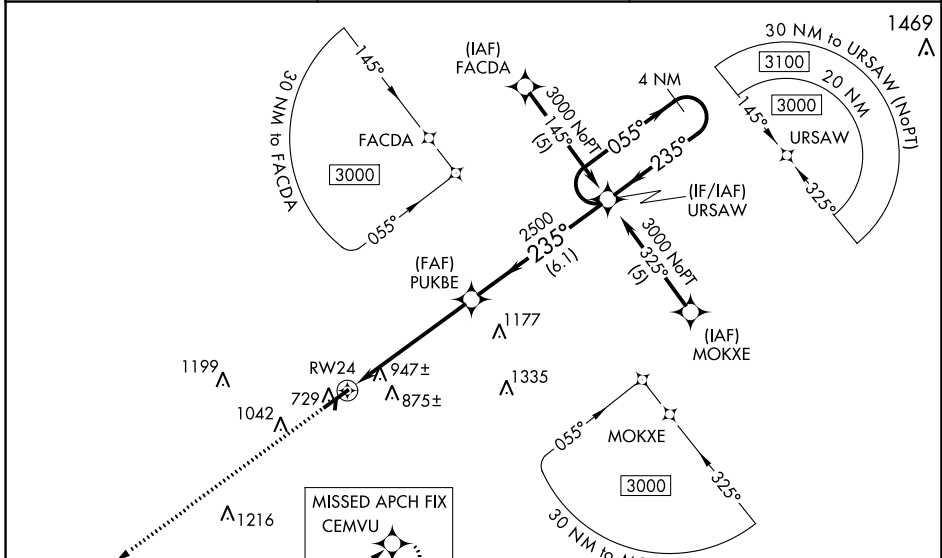 1469
30 NM to URSAW (NoPT)
3100
20 NM
3000
145°
URSAW
325°
(IAF)
FACDA
3000 NoPT
145°
(5)
4 NM
055°
235°
(IF/IAF)
URSAW
145°
FACDA
30 NM to FACDA
3000
055°
2500
235°
(6.1)
3000 NoPT
325°
(5)
(FAF)
PUKBE
(IAF)
MOKXE
1177
1199
RW24
947±
729
875±
1335
1042
055°
MOKXE
325°
3000
30 NM to
1216
MISSED APCH FIX
CEMVU